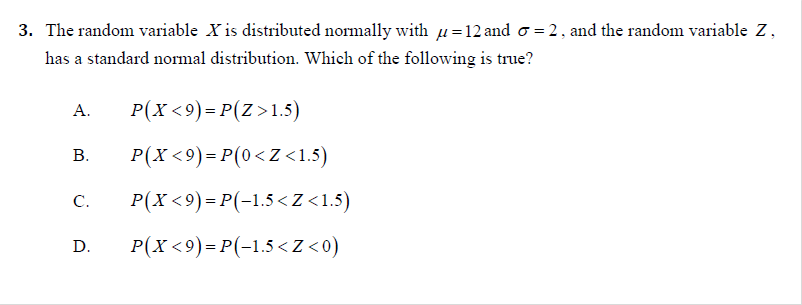 3. The random variable X is distributed normally with μ = 12 and σ = 2, and the random variable Z,
has a standard normal distribution. Which of the following is true?
A. P(X < 9) = P(Z > 1.5)
B. P(X < 9) = P(0 < Z < 1.5)
C. P(X < 9) = P(−1.5 < Z < 1.5)
D. P(X < 9) = P(−1.5 < Z < 0)